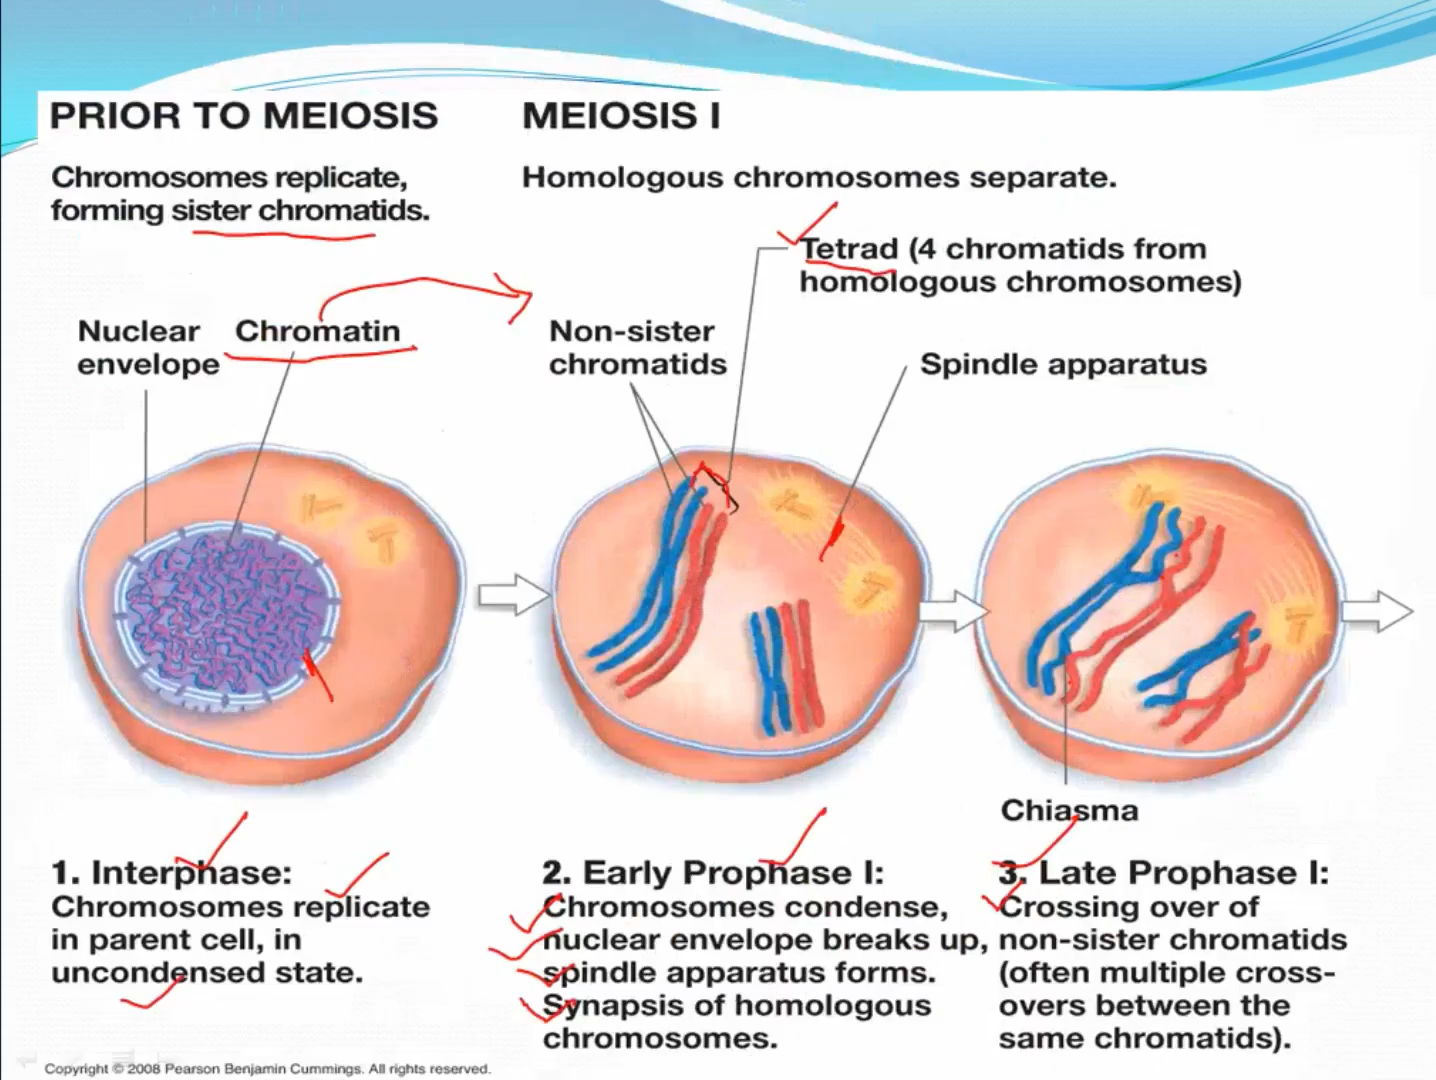 PRIOR TO MEIOSIS
Chromosomes replicate,
forming sister chromatids.
Nuclear
envelope
Chromatin
MEIOSIS I
Homologous chromosomes separate.
Tetrad (4 chromatids from
homologous chromosomes)
Non-sister
chromatids
Spindle apparatus
Chiasma
1. Interphase:
Chromosomes replicate
in parent cell, in
uncondensed state.
2. Early Prophase I:
Chromosomes condense,
nuclear envelope breaks up,
spindle apparatus forms.
Synapsis of homologous
chromosomes.
3. Late Prophase I:
Crossing over of
non-sister chromatids
(often multiple cross-
overs between the
same chromatids).
Copyright © 2008 Pearson Benjamin Cummings. All rights reserved.